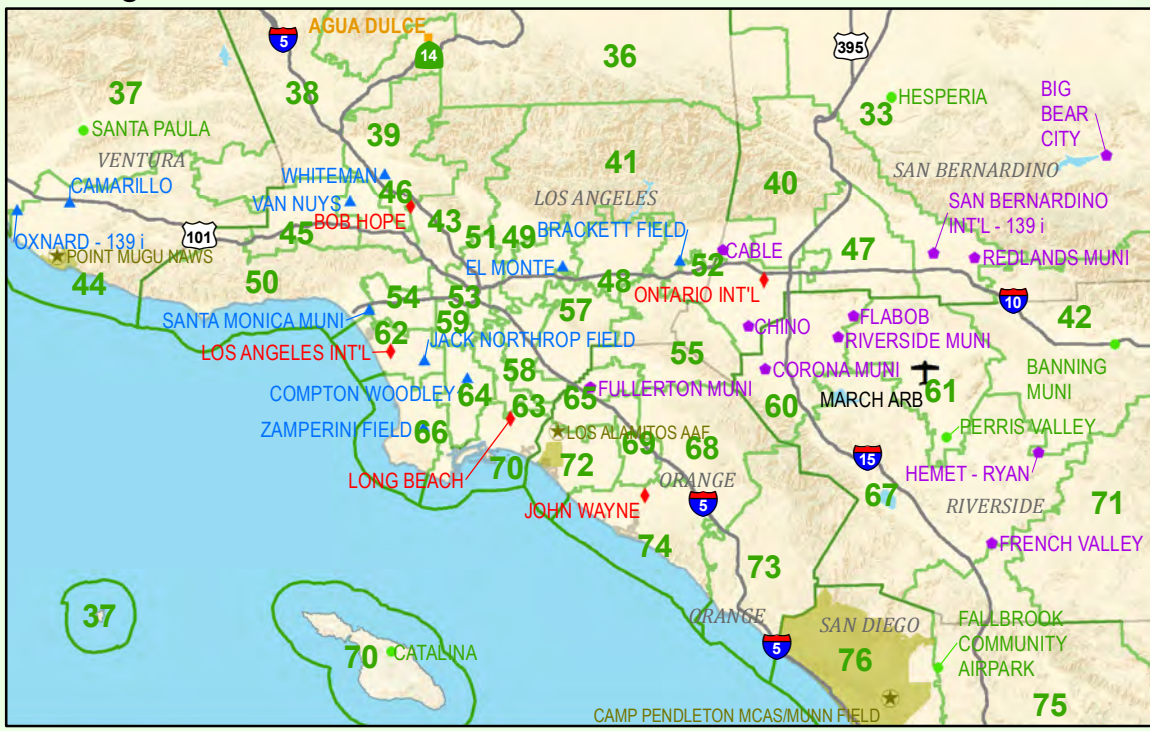 AGUA DULCE
5
14
36
395
37
38
33
HESPERIA
BIG
BEAR
CITY
SANTA PAULA
39
VENTURA
41
SAN BERNARDINO
CAMARILLO
WHITEMAN
46
40
LOS ANGELES
VAN NUYS
BOB HOPE
43
SAN BERNARDINO
INT'L - 139 i
OXNARD - 139 i
101
45
51
49
BRACKETT FIELD
CABLE
47
POINT MUGU NAWS
EL MONTE
52
REDLANDS MUNI
44
50
48
ONTARIO INT'L
54
53
57
10
42
SANTA MONICA MUNI
59
CHINO
FLABOB
62
JACK NORTHROP FIELD
RIVERSIDE MUNI
LOS ANGELES INT'L
55
58
CORONA MUNI
BANNING
MUNI
COMPTON WOODLEY
64
63
65
FULLERTON MUNI
60
MARCH ARB
61
ZAMPERINI FIELD
66
LOS ALAMITOS AAF
69
68
PERRIS VALLEY
15
70
72
HEMET - RYAN
LONG BEACH
ORANGE
67
71
JOHN WAYNE
5
RIVERSIDE
74
FRENCH VALLEY
73
37
ORANGE
SAN DIEGO
FALLBROOK
COMMUNITY
AIRPARK
5
70
CATALINA
76
75
CAMP PENDLETON MCAS/MUNN FIELD